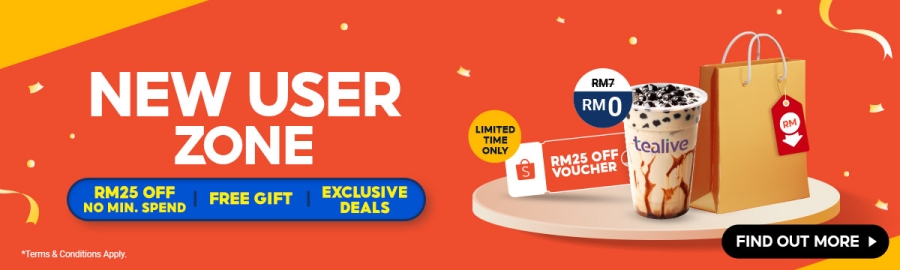 NEW USER
ZONE
RM25 OFF
NO MIN. SPEND
FREE GIFT
EXCLUSIVE
DEALS
*Terms & Conditions Apply.
LIMITED
TIME
ONLY
RM7
RM0
S
RM25 OFF
VOUCHER
tealive
RM
FIND OUT MORE